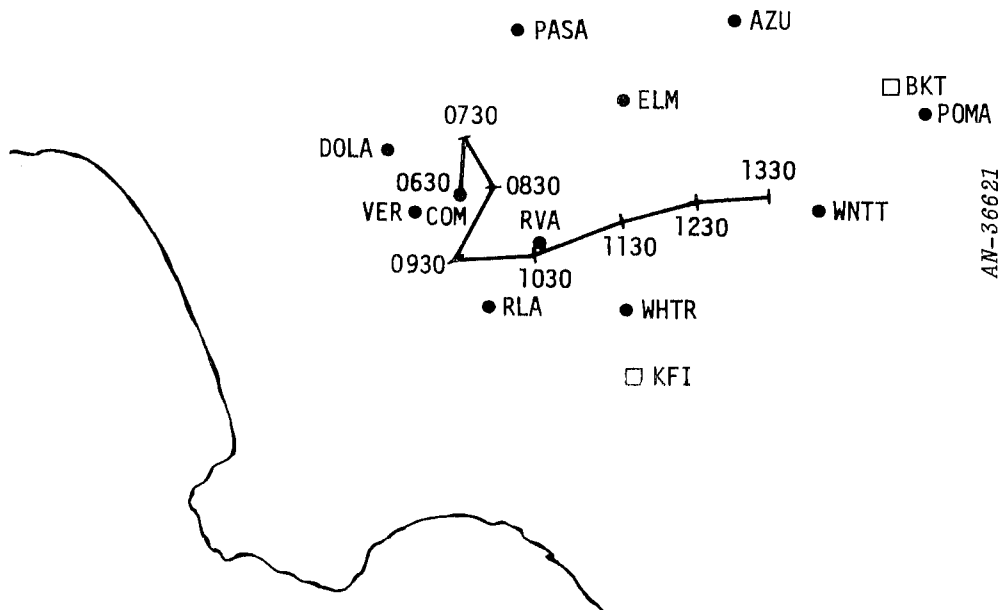 AZU
PASA
BKT
ELM
POMA
0730
DOLA
1330
0630
0830
VER
COM
WNTT
RVA
1230
1130
0930
1030
RLA
WHTR
KFI
AN-36621